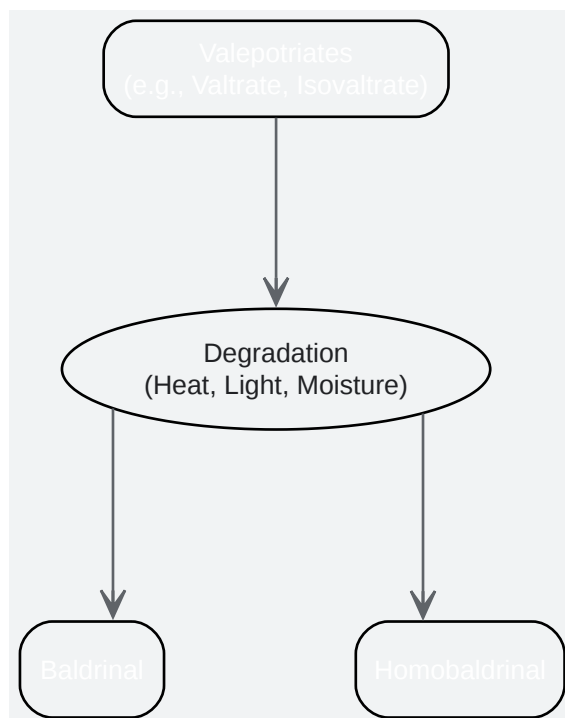 Valepotriates
(e.g., Valtrate, Isovaltrate)
Degradation
(Heat, Light, Moisture)
Baldrinal
Homobaldrinal